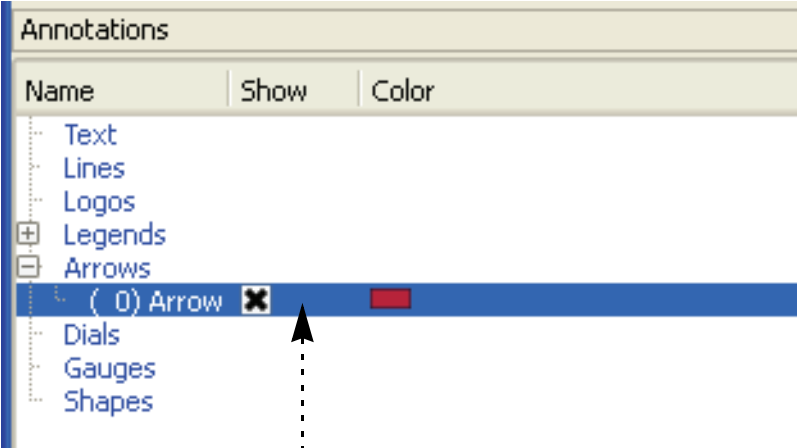 Annotations
Name Show Color
Text
Lines
Logos
Legends
Arrows
( 0) Arrow
Dials
Gauges
Shapes